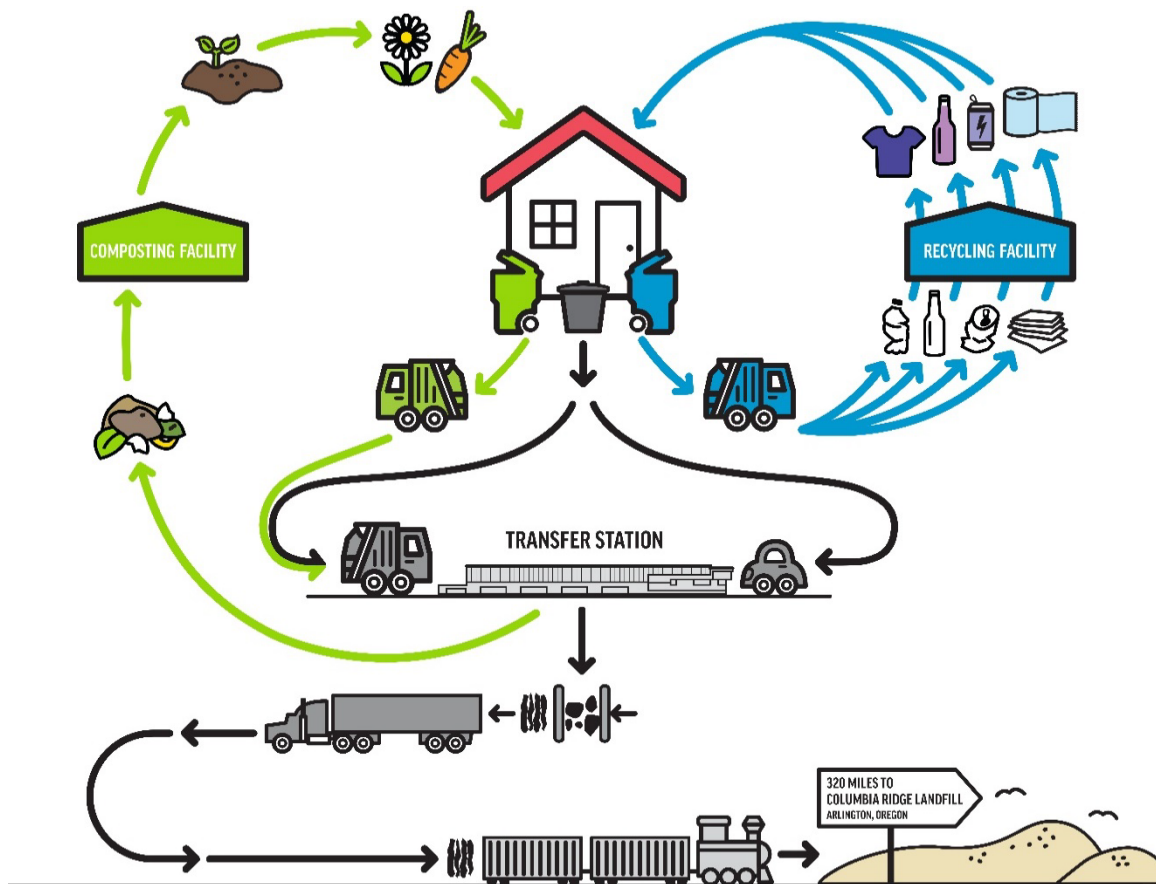 COMPOSTING FACILITY
RECYCLING FACILITY
TRANSFER STATION
320 MILES TO
COLUMBIA RIDGE LANDFILL
ARLINGTON, OREGON